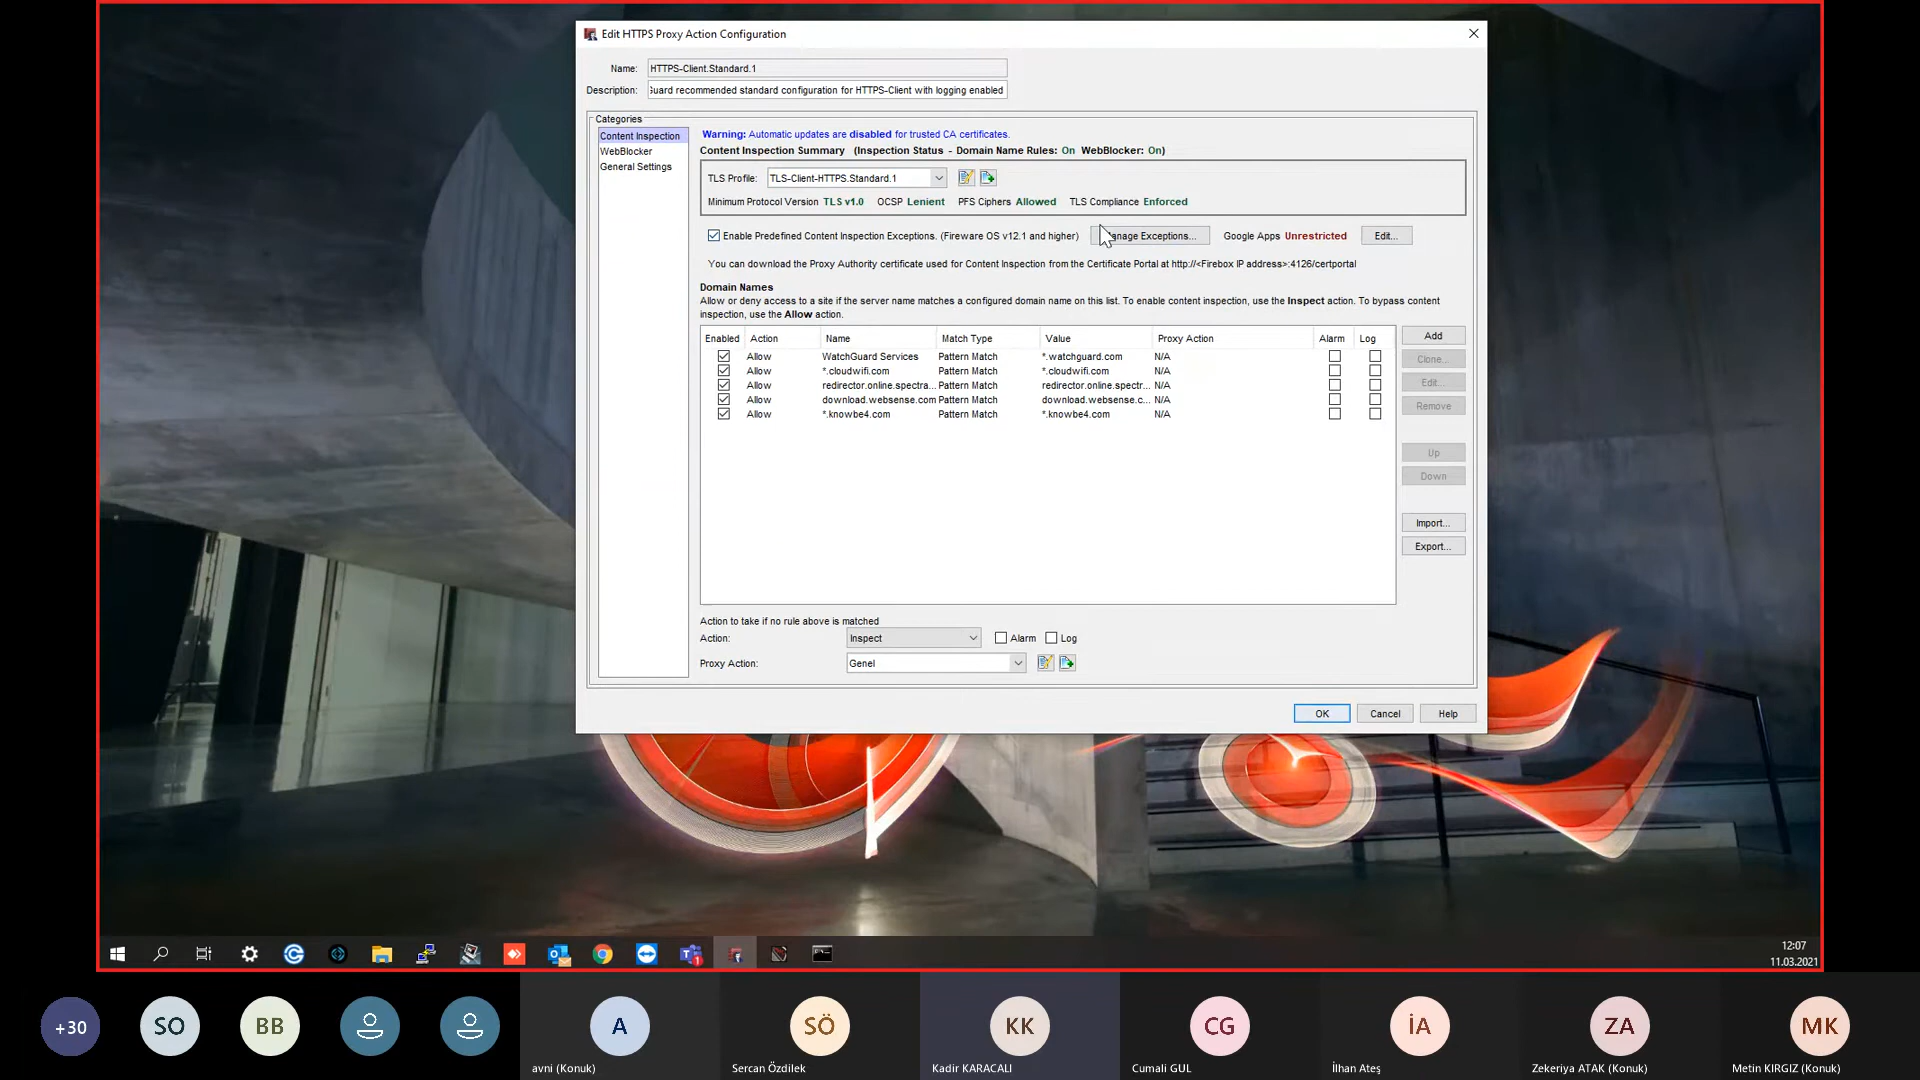 Edit HTTPS Proxy Action Configuration
Name: HTTPS-Client.Standard.1
Description: Guard recommended standard configuration for HTTPS-Client with logging enabled
Categories
Content Inspection
WebBlocker
General Settings
Warning: Automatic updates are disabled for trusted CA certificates.
Content Inspection Summary (Inspection Status - Domain Name Rules: On WebBlocker: On)
TLS Profile: TLS-Client-HTTPS.Standard.1
Minimum Protocol Version TLS v1.0 OCSP Lenient PFS Ciphers Allowed TLS Compliance Enforced
Enable Predefined Content Inspection Exceptions. (Fireware OS v12.1 and higher) Manage Exceptions... Google Apps Unrestricted Edit...
You can download the Proxy Authority certificate used for Content Inspection from the Certificate Portal at http://<Firebox IP address>:4126/certportal
Domain Names
Allow or deny access to a site if the server name matches a configured domain name on this list. To enable content inspection, use the Inspect action. To bypass content
inspection, use the Allow action.
Enabled Action Name Match Type Value Proxy Action Alarm Log
Allow WatchGuard Services Pattern Match *.watchguard.com N/A
Allow *.cloudwifi.com Pattern Match *.cloudwifi.com N/A
Allow redirector.online.spectra... Pattern Match redirector.online.spectr... N/A
Allow download.websense.com Pattern Match download.websense.c... N/A
Allow *.knowbe4.com Pattern Match *.knowbe4.com N/A
Add
Clone...
Edit...
Remove
Up
Down
Import...
Export...
Action to take if no rule above is matched
Action: Inspect Alarm Log
Proxy Action: Genel
OK Cancel Help
12:07
11.03.2021
+30 SO BB A SÖ KK CG İA ZA MK
avni (Konuk) Sercan Özdilek Kadir KARACALI Cumali GUL İlhan Ateş Zekeriya ATAK (Konuk) Metin KIRGIZ (Konuk)